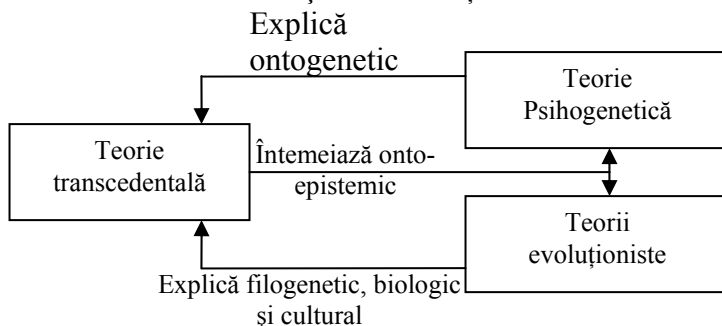 Explică
ontogenetic
Teorie
Psihogenetică
Teorie
transcedentală
Întemeiază onto-
epistemic
Teorii
evoluționiste
Explică filogenetic, biologic
și cultural